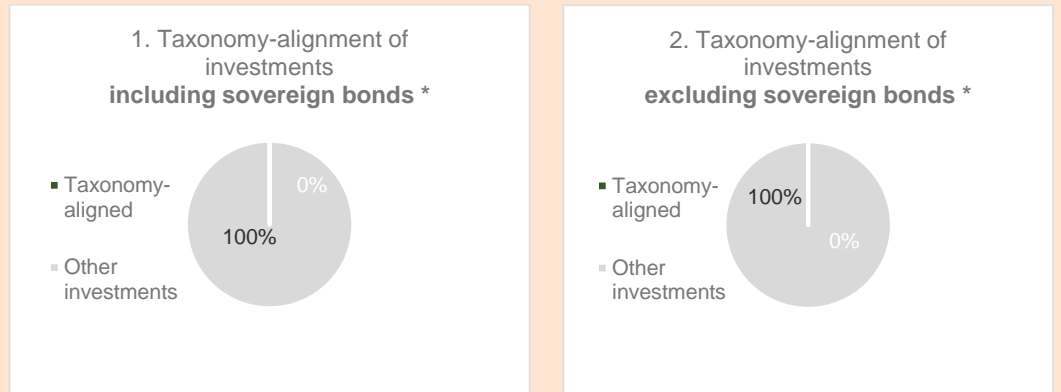 1. Taxonomy-alignment of
investments
including sovereign bonds *
Taxonomy-
aligned
Other
investments
0%
100%
2. Taxonomy-alignment of
investments
excluding sovereign bonds *
Taxonomy-
aligned
Other
investments
100%
0%